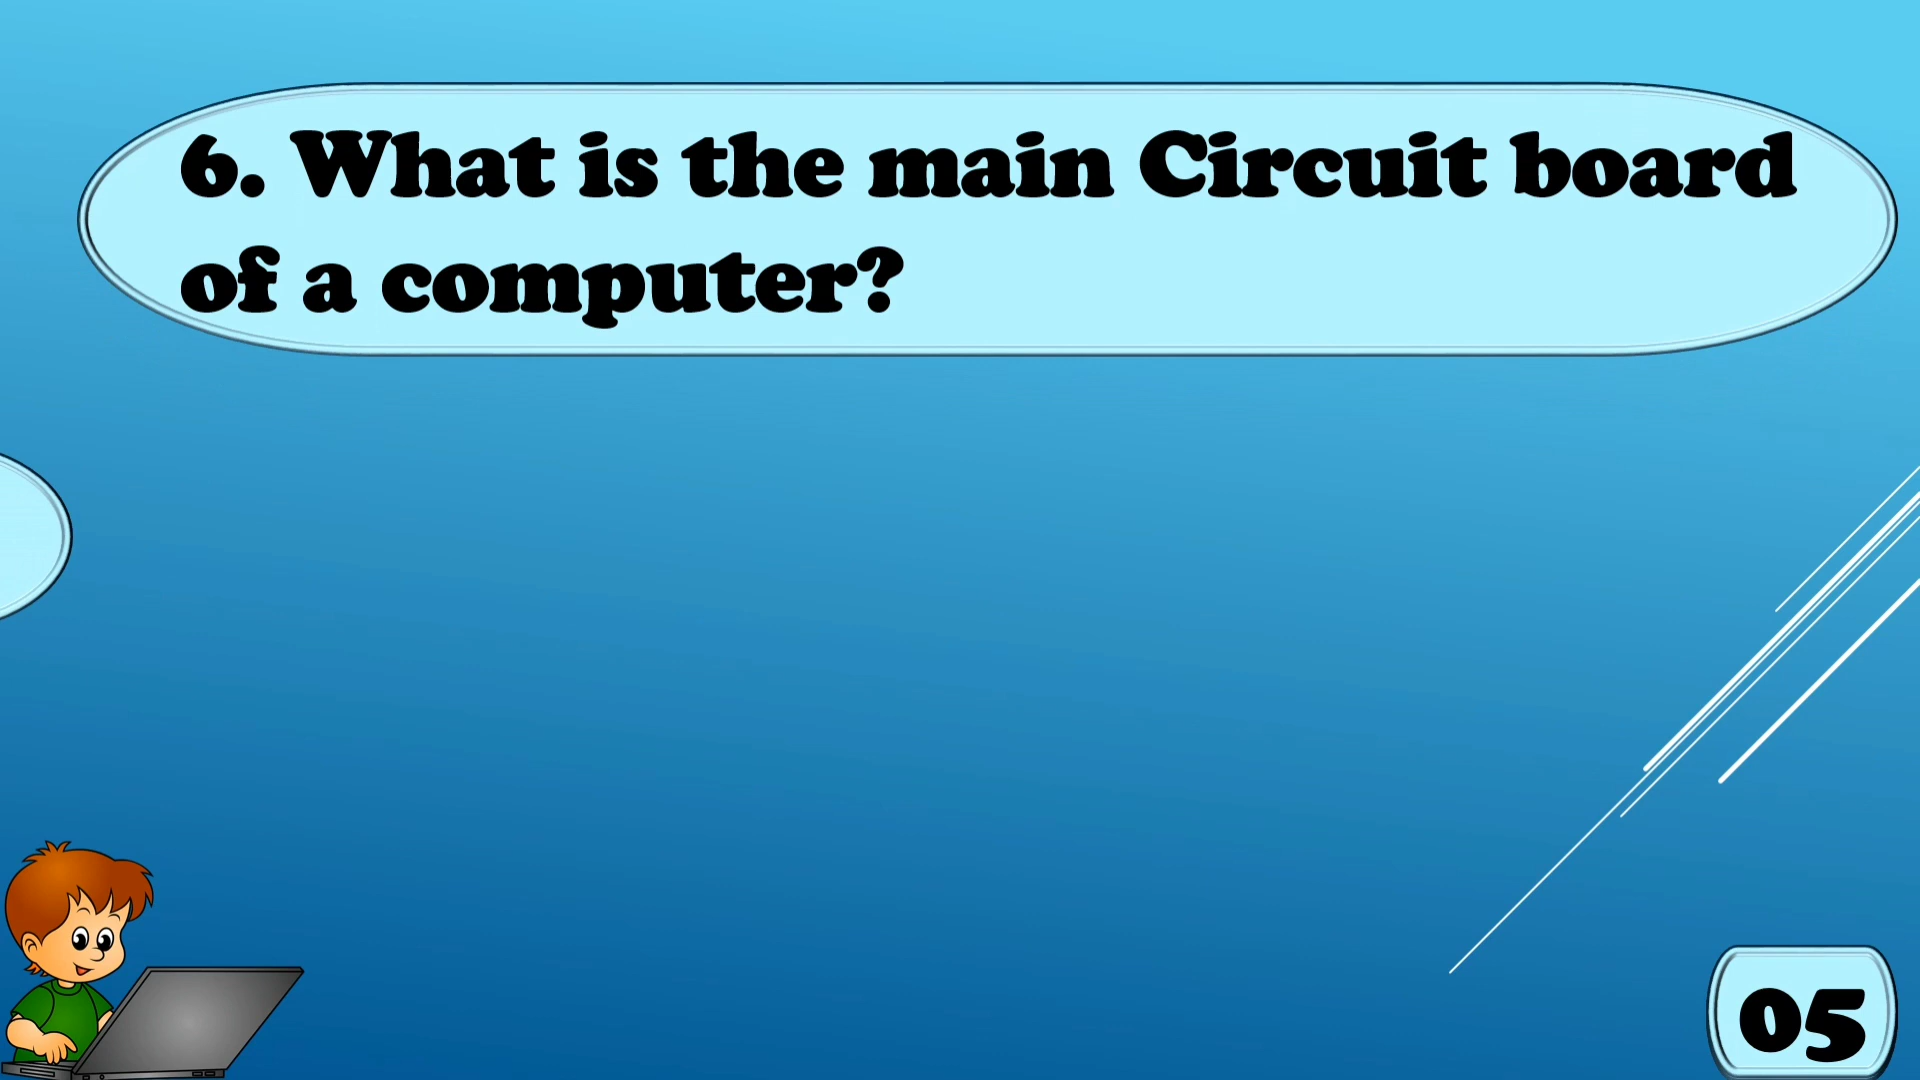 6. What is the main Circuit board
of a computer?
05